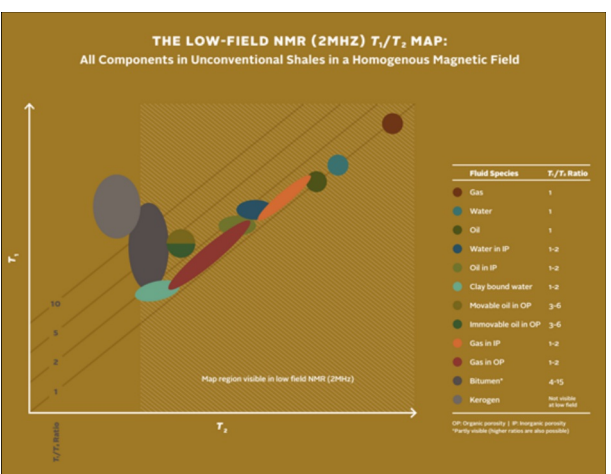 THE LOW-FIELD NMR (2MHZ) T₁/T₂ MAP:
All Components in Unconventional Shales in a Homogenous Magnetic Field
T₁
10
5
2
1
T₁/T₂ Ratio
Map region visible in low field NMR (2MHz)
T₂
Fluid Species T₁/T₂ Ratio
Gas 1
Water 1
Oil 1
Water in IP 1-2
Oil in IP 1-2
Clay bound water 1-2
Movable oil in OP 3-6
Immovable oil in OP 3-6
Gas in IP 1-2
Gas in OP 1-2
Bitumen* 4-15
Kerogen Not visible
at low field
OP: Organic porosity | IP: Inorganic porosity
*Partly visible (higher ratios are also possible)